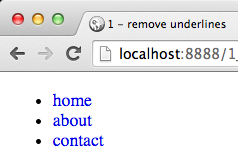 1 – remove underlines
localhost:8888/1_
home
about
contact